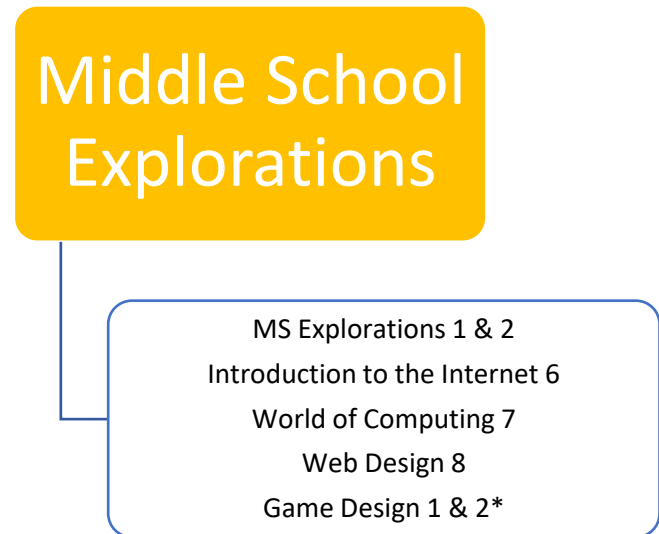 Middle School
Explorations
MS Explorations 1 & 2
Introduction to the Internet 6
World of Computing 7
Web Design 8
Game Design 1 & 2*